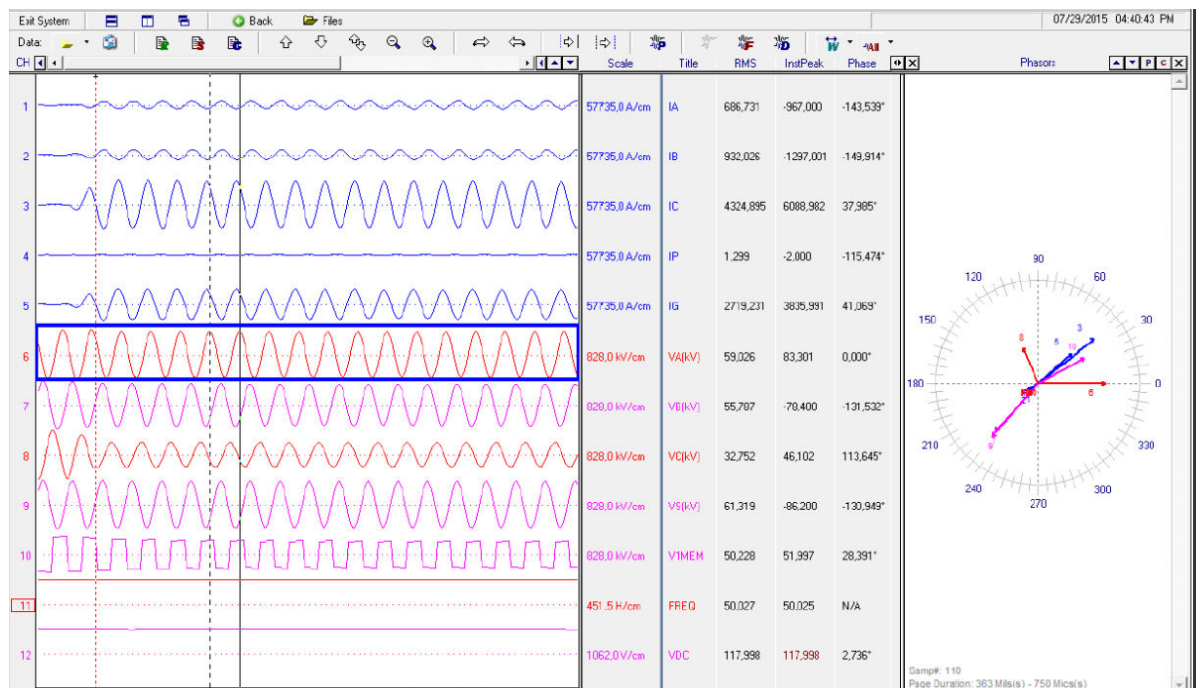 Exit System Back Files 07/29/2015 04:40:43 PM
Data:
CH Scale Title RMS InstPeak Phase Phasors P C
1 57735,0 A/cm IA 686,731 -967,000 -143,539°
2 57735,0 A/cm IB 932,026 -1297,001 -149,914°
3 57735,0 A/cm IC 4324,895 6088,982 37,985°
4 57735,0 A/cm IP 1,299 -2,000 -115,474°
5 57735,0 A/cm IG 2719,231 3835,991 41,069°
6 828,0 kV/cm VA(kV) 59,026 83,301 0,000°
7 828,0 kV/cm VB(kV) 55,707 -78,400 -131,532°
8 828,0 kV/cm VC(kV) 32,752 46,102 113,645°
9 828,0 kV/cm VS(kV) 61,319 -86,200 -130,949°
10 828,0 kV/cm V1MEM 50,228 51,997 28,391°
11 451,5 H/cm FREQ 50,027 50,025 N/A
12 1062,0 V/cm VDC 117,998 117,998 2,736°
90
120 60
150 30
180 0
210 330
240 300
270
8 5 10 3 6 9
Samp#: 110
Page Duration: 363 Mils(s) - 750 Mics(s)